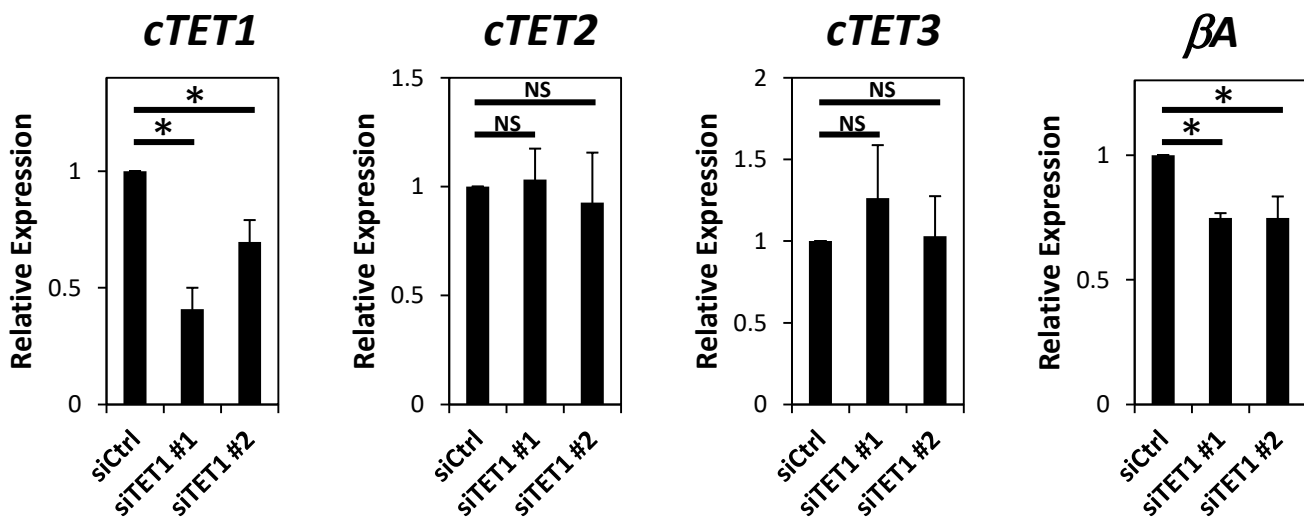 cTET1
cTET2
cTET3
βA
Relative Expression
1
0.5
0
*
*
siCtrl
siTET1 #1
siTET1 #2
Relative Expression
1.5
1
0.5
0
NS
NS
siCtrl
siTET1 #1
siTET1 #2
Relative Expression
2
1.5
1
0.5
0
NS
NS
siCtrl
siTET1 #1
siTET1 #2
Relative Expression
1
0.5
0
*
*
siCtrl
siTET1 #1
siTET1 #2